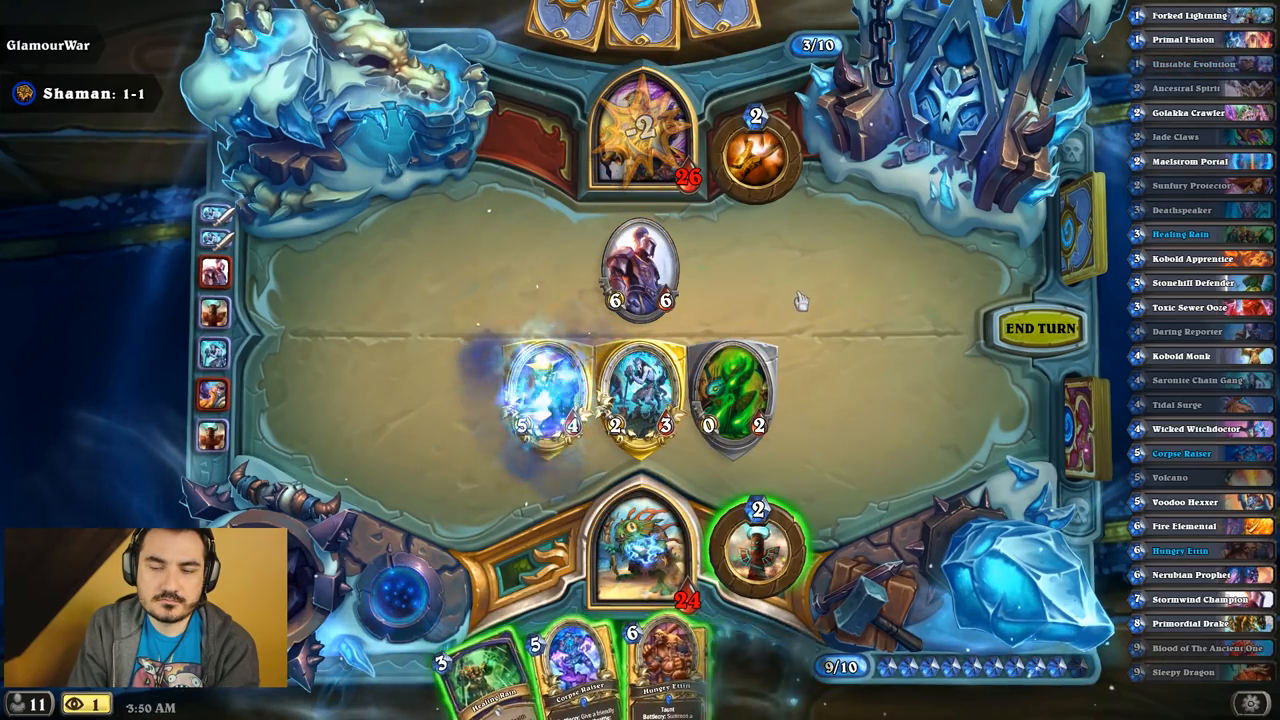 GlamourWar
Shaman: 1-1
3/10
-2
26
2
6
6
END TURN
5
4
2
3
0
2
2
24
3
Healing Rain
5
Corpse Raiser
Battlecry: Give a friendly
6
Hungry Ettin
Taunt
Battlecry: Summon a
9/10
11
1
3:50 AM
1 Forked Lightning
1 Primal Fusion
1 Unstable Evolution
2 Ancestral Spirit
2 Golakka Crawler
2 Jade Claws
2 Maelstrom Portal
2 Sunfury Protector
3 Deathspeaker
3 Healing Rain
3 Kobold Apprentice
3 Stonehill Defender
3 Toxic Sewer Ooze
4 Daring Reporter
4 Kobold Monk
4 Saronite Chain Gang
4 Tidal Surge
4 Wicked Witchdoctor
5 Corpse Raiser
5 Volcano
5 Voodoo Hexxer
6 Fire Elemental
6 Hungry Ettin
6 Nerubian Prophet
7 Stormwind Champion
8 Primordial Drake
9 Blood of The Ancient One
9 Sleepy Dragon